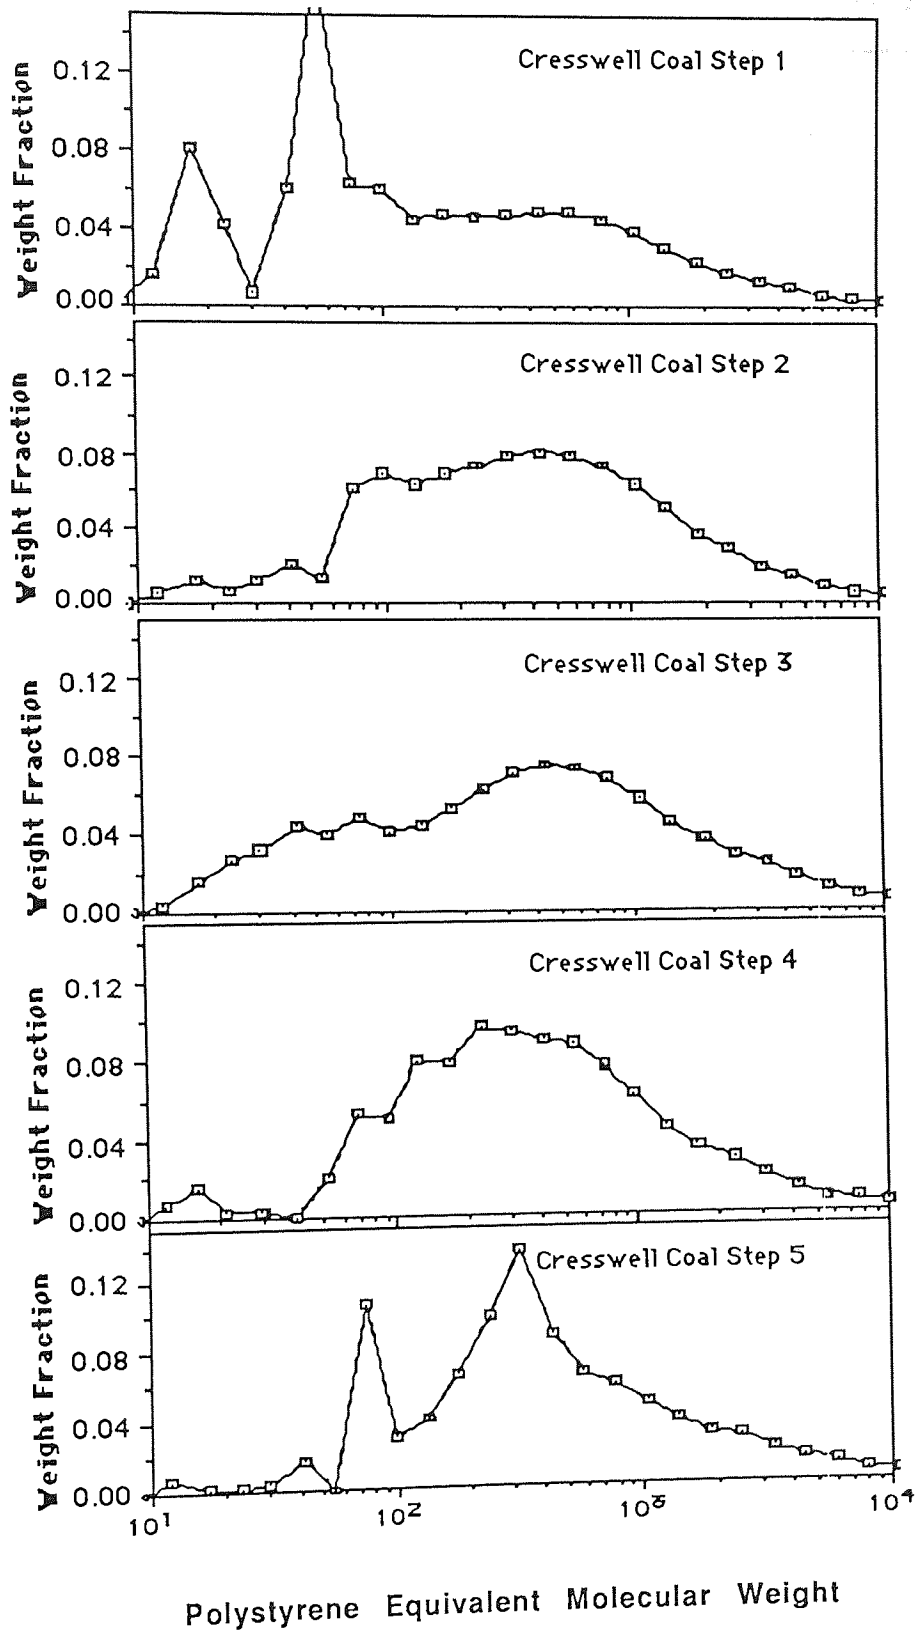 Cresswell Coal Step 1
Weight Fraction
0.12
0.08
0.04
0.00
Cresswell Coal Step 2
Weight Fraction
0.12
0.08
0.04
0.00
Cresswell Coal Step 3
Weight Fraction
0.12
0.08
0.04
0.00
Cresswell Coal Step 4
Weight Fraction
0.12
0.08
0.04
0.00
Cresswell Coal Step 5
Weight Fraction
0.12
0.08
0.04
0.00
10¹ 10² 10³ 10⁴
Polystyrene Equivalent Molecular Weight